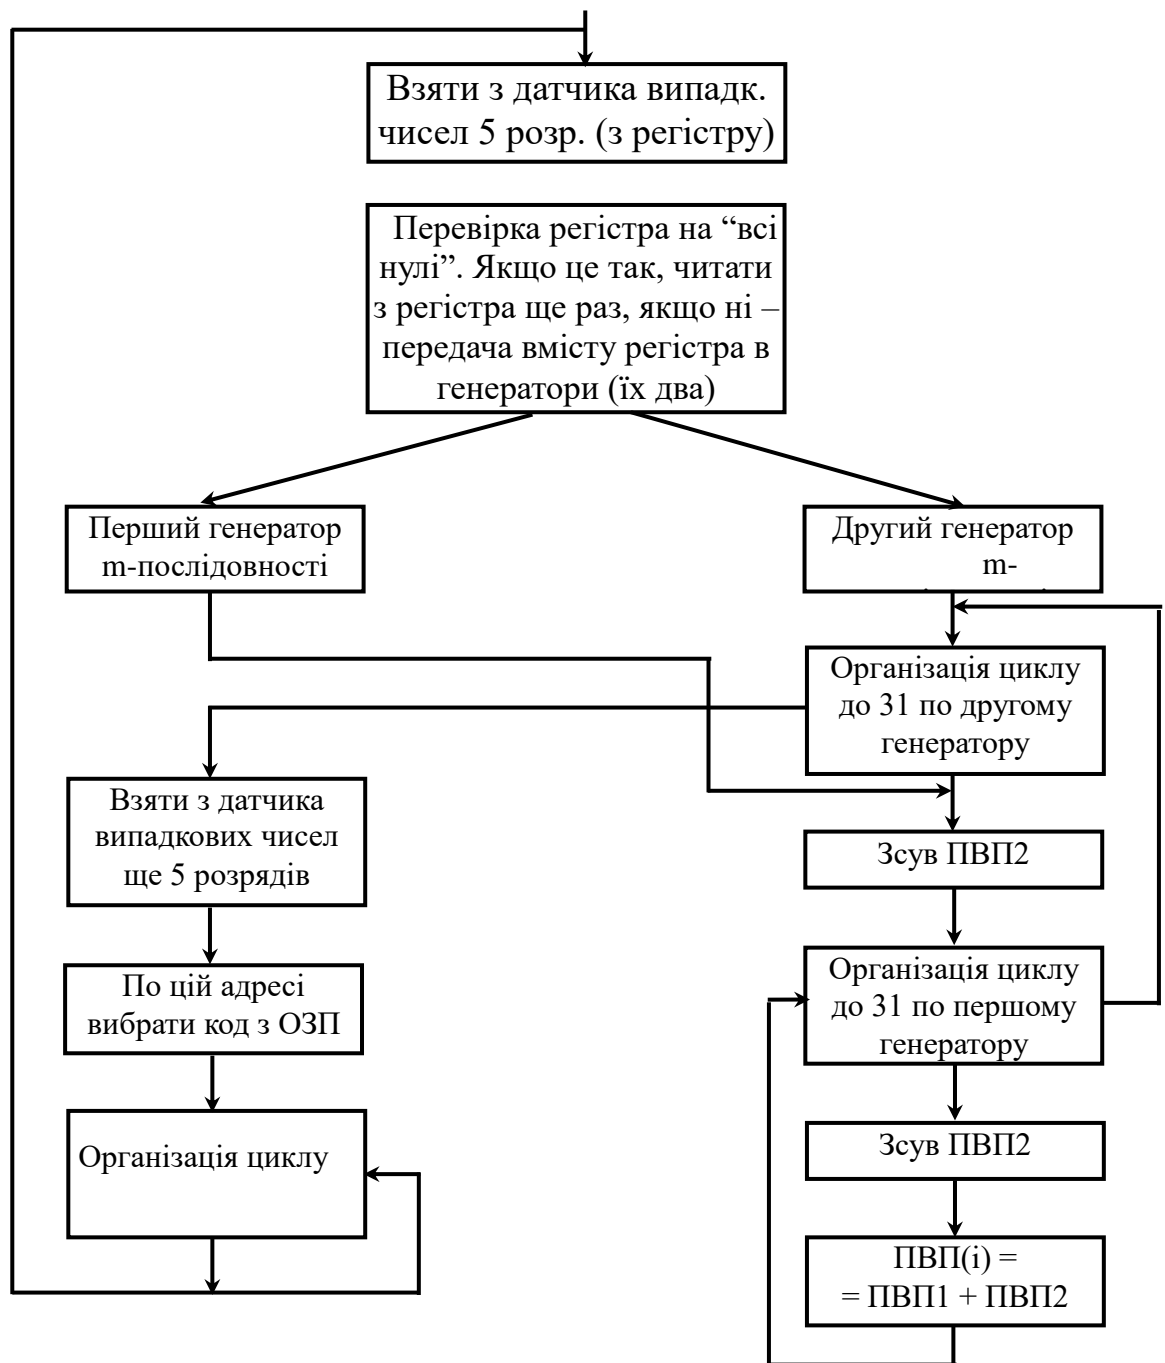 Взяти з датчика випадк.
чисел 5 розр. (з регістру)
Перевірка регістра на “всі
нулі”. Якщо це так, читати
з регістра ще раз, якщо ні –
передача вмісту регістра в
генератори (їх два)
Перший генератор
m-послідовності
Другий генератор
m-
Організація циклу
до 31 по другому
генератору
Взяти з датчика
випадкових чисел
ще 5 розрядів
Зсув ПВП2
По цій адресі
вибрати код з ОЗП
Організація циклу
до 31 по першому
генератору
Організація циклу
Зсув ПВП2
ПВП(і) =
= ПВП1 + ПВП2